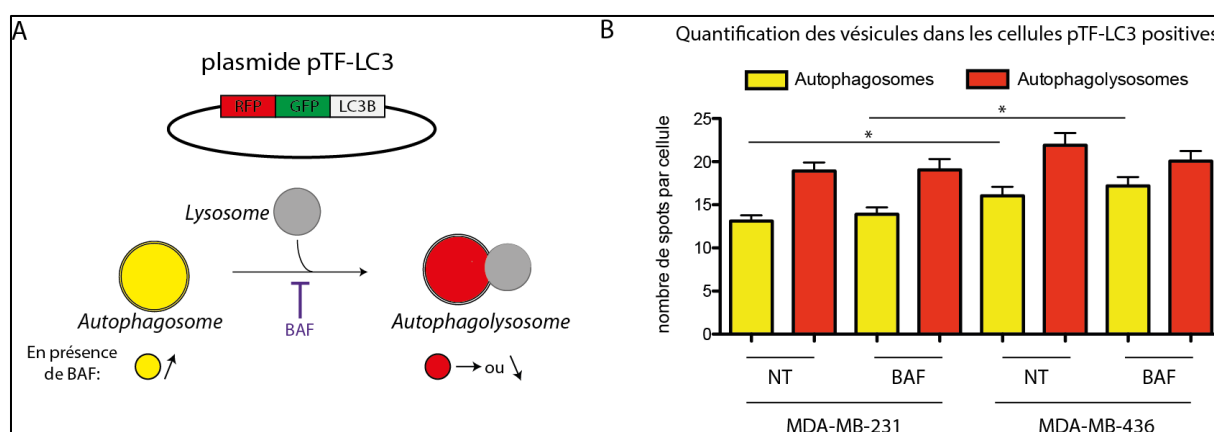 A
plasmide pTF-LC3
RFP GFP LC3B
Lysosome
Autophagosome
BAF
Autophagolysosome
En présence
de BAF:
ou
B
Quantification des vésicules dans les cellules pTF-LC3 positives
Autophagosomes Autophagolysosomes
nombre de spots par cellule
25
20
15
10
5
0
* *
NT BAF NT BAF
MDA-MB-231 MDA-MB-436